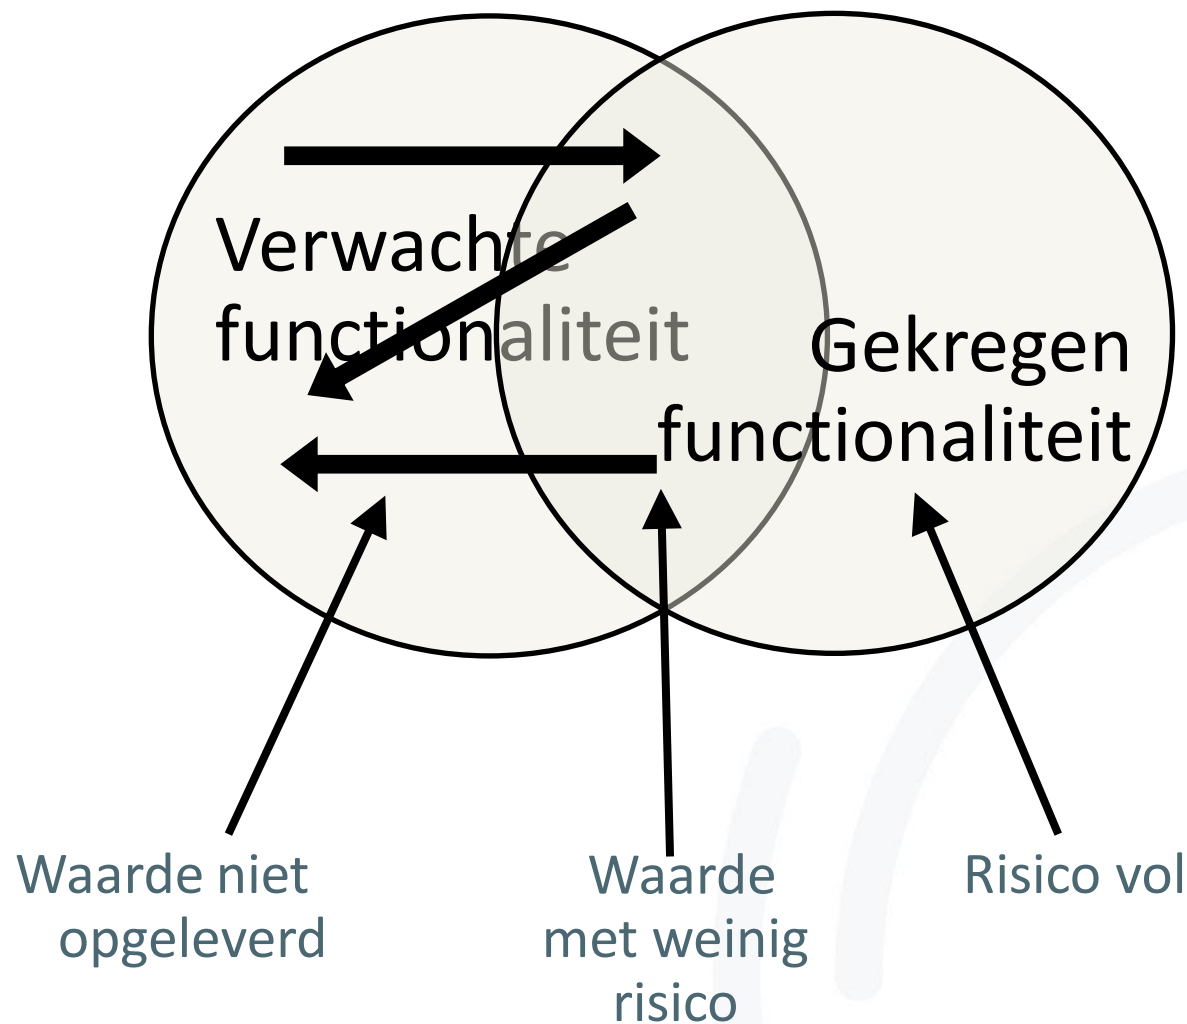 Verwachte
functionaliteit
Gekregen
functionaliteit
Waarde niet
opgeleverd
Waarde
met weinig
risico
Risico vol